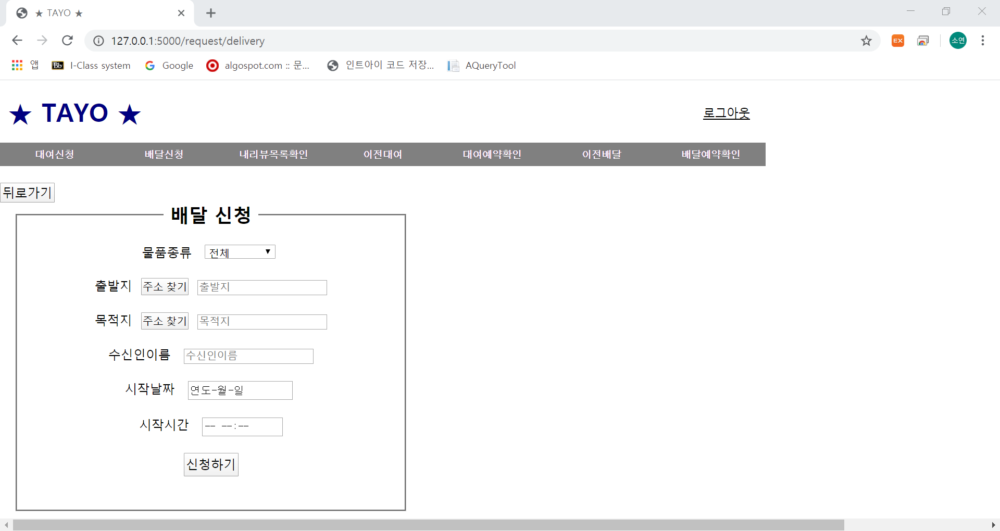 ★ TAYO ★
127.0.0.1:5000/request/delivery
EX
소연
앱 Bb I-Class system Google algospot.com :: 문... 인트아이 코드 저장... AQueryTool
★ TAYO ★
로그아웃
대여신청 배달신청 내리뷰목록확인 이전대여 대여예약확인 이전배달 배달예약확인
뒤로가기
배달 신청
물품종류 전체
출발지 주소 찾기 출발지
목적지 주소 찾기 목적지
수신인이름 수신인이름
시작날짜 연도-월-일
시작시간 -- --:--
신청하기